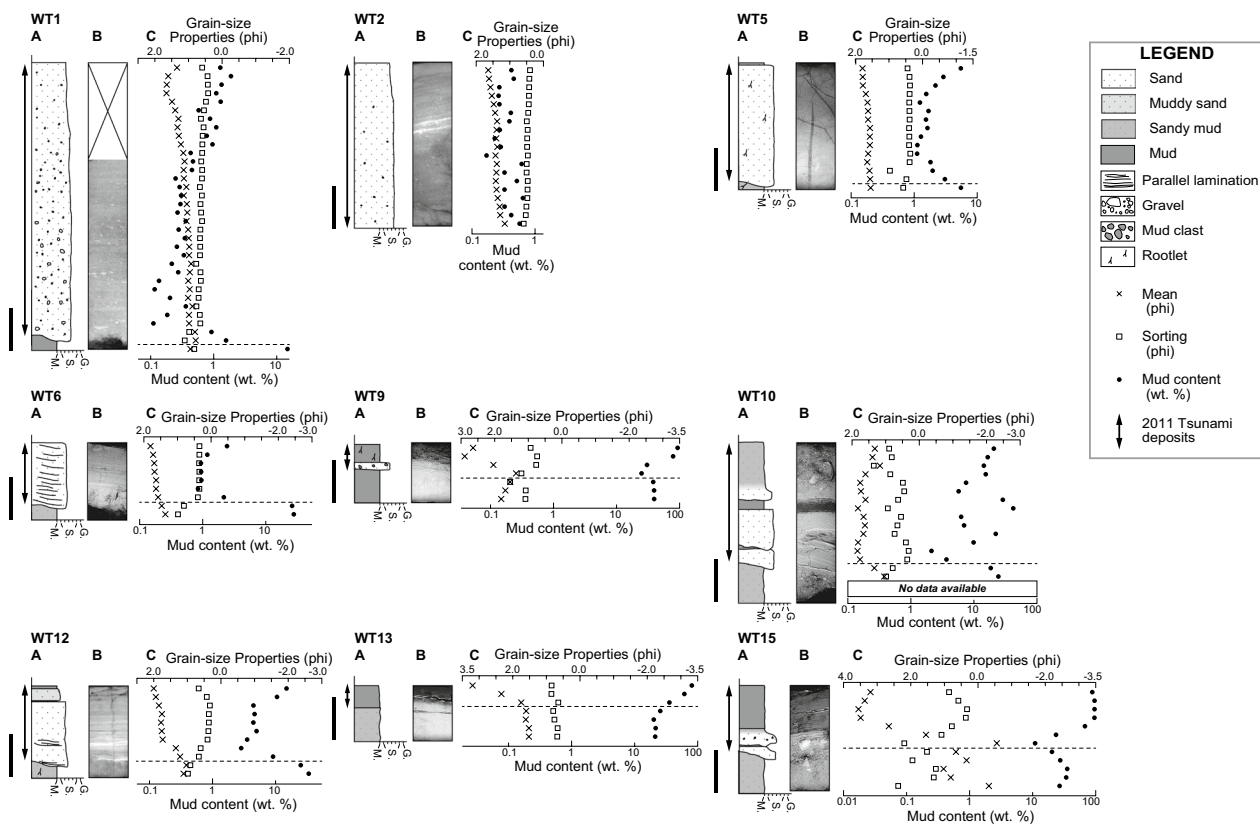 WT1
A B C Grain-size
Properties (phi)
2.0 0.0 -2.0
M. S. G.
0.1 1 10
Mud content (wt. %)
WT2
A B C Grain-size
Properties (phi)
2.0 0.0
M. S. G.
0.1 1
Mud
content (wt. %)
WT5
A B C Grain-size
Properties (phi)
2.0 0.0 -1.5
M. S. G.
0.1 1 10
Mud content (wt. %)
LEGEND
Sand
Muddy sand
Sandy mud
Mud
Parallel lamination
Gravel
Mud clast
Rootlet
Mean
(phi)
Sorting
(phi)
Mud content
(wt. %)
2011 Tsunami
deposits
WT6
A B C Grain-size Properties (phi)
2.0 0.0 -2.0 -3.0
M. S. G.
0.1 1 10
Mud content (wt. %)
WT9
A B C Grain-size Properties (phi)
3.0 2.0 0.0 -2.0 -3.5
M. S. G.
0.1 1 10 100
Mud content (wt. %)
WT10
A B C Grain-size Properties (phi)
2.0 0.0 -2.0 -3.0
No data available
M. S. G.
0.1 1 10 100
Mud content (wt. %)
WT12
A B C Grain-size Properties (phi)
2.0 0.0 -2.0 -3.0
M. S. G.
0.1 1 10
Mud content (wt. %)
WT13
A B C Grain-size Properties (phi)
3.5 2.0 0.0 -2.0 -3.5
M. S. G.
0.1 1 10 100
Mud content (wt. %)
WT15
A B C Grain-size Properties (phi)
4.0 2.0 0.0 -2.0 -3.5
M. S. G.
0.01 0.1 1 10 100
Mud content (wt. %)